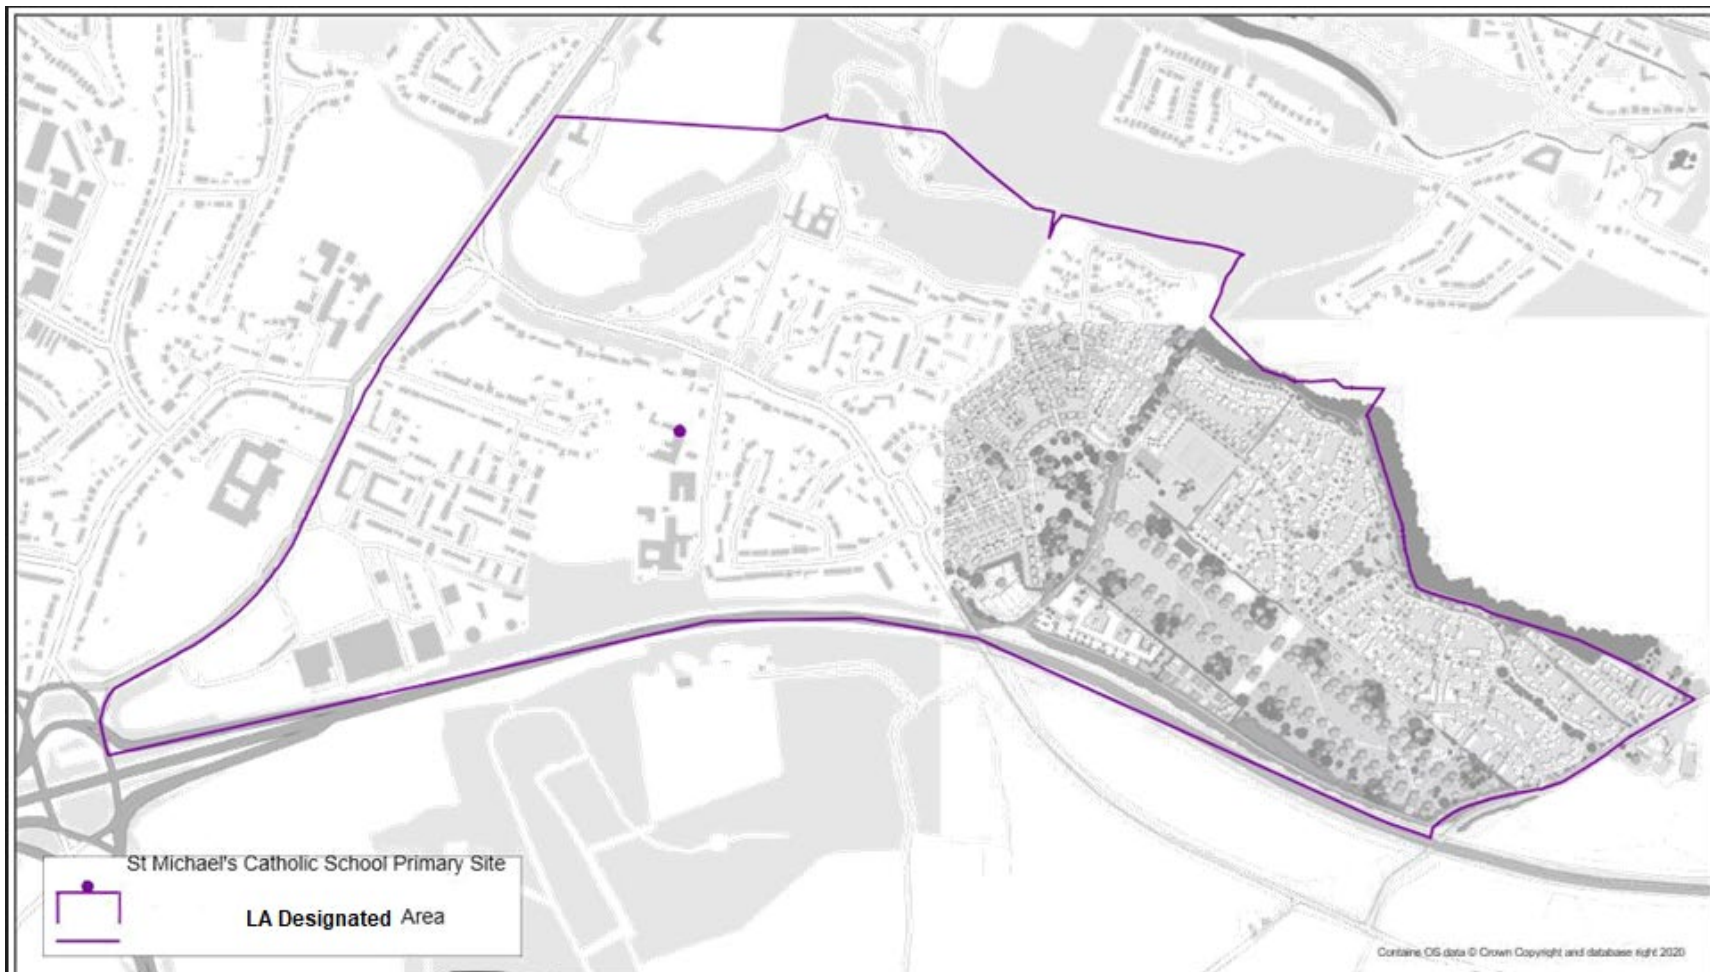 St Michael's Catholic School Primary Site
LA Designated Area
Contains OS data © Crown Copyright and database right 2020